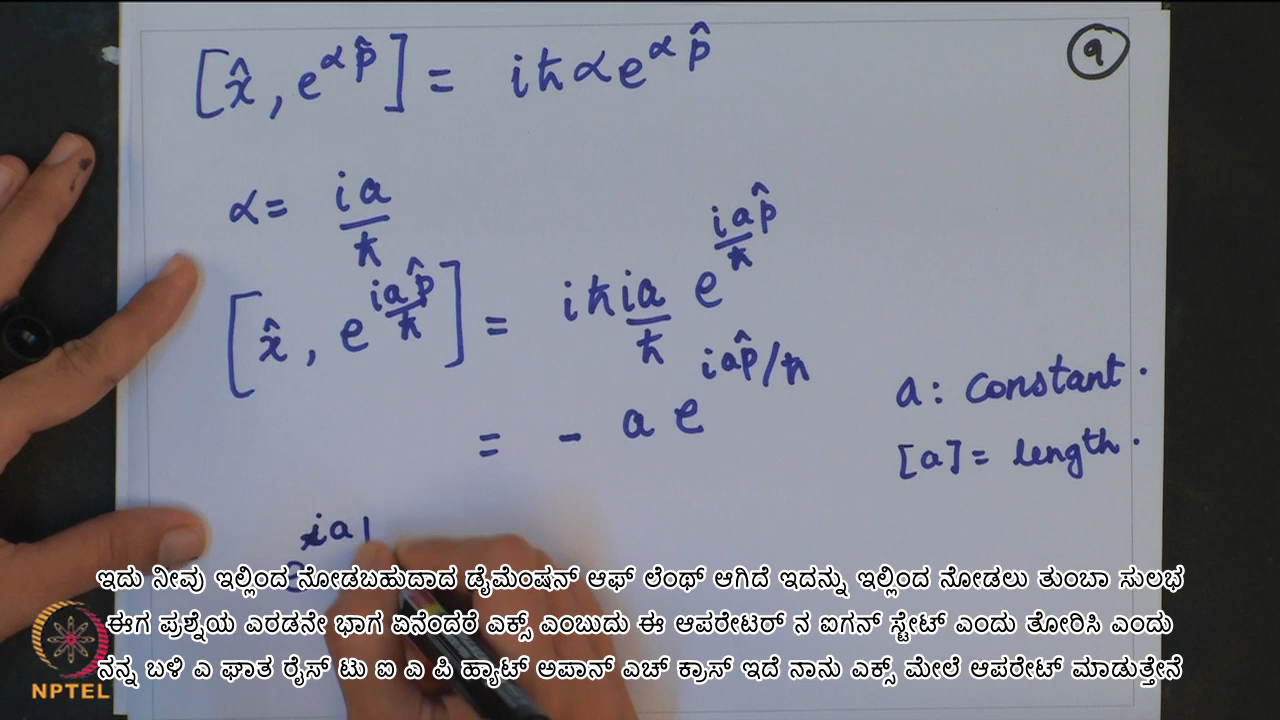 [x̂, e^{αp̂}] = iħαe^{αp̂}
9
α = ia/ħ
[x̂, e^{iap̂/ħ}] = iħ ia/ħ e^{iap̂/ħ}
= - a e^{iap̂/ħ}
a: constant.
[a] = length.
e^{ia
ಇದು ನೀವು ಇಲ್ಲಿಂದ ನೋಡಬಹುದಾದ ಡೈಮೆಂಷನ್ ಆಫ್ ಲೆಂಥ್ ಆಗಿದೆ ಇದನ್ನು ಇಲ್ಲಿಂದ ನೋಡಲು ತುಂಬಾ ಸುಲಭ
ಈಗ ಪ್ರಶ್ನೆಯ ಎರಡನೇ ಭಾಗ ಏನೆಂದರೆ ಎಕ್ಸ್ ಎಂಬುದು ಈ ಆಪರೇಟರ್ ನ ಐಗನ್ ಸ್ಟೇಟ್ ಎಂದು ತೋರಿಸಿ ಎಂದು
ನನ್ನ ಬಳಿ ಎ ಘಾತ ರೈಸ್ ಟು ಐ ಎ ಪಿ ಹ್ಯಾಟ್ ಅಪಾನ್ ಎಚ್ ಕ್ರಾಸ್ ಇದೆ ನಾನು ಎಕ್ಸ್ ಮೇಲೆ ಆಪರೇಟ್ ಮಾಡುತ್ತೇನೆ
NPTEL